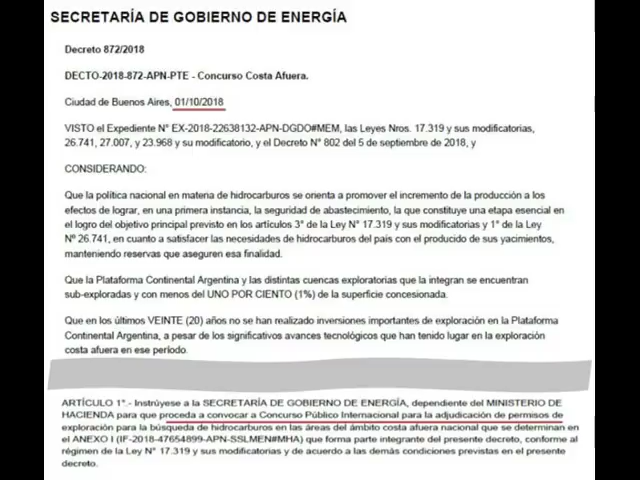 SECRETARÍA DE GOBIERNO DE ENERGÍA
Decreto 872/2018
DECTO-2018-872-APN-PTE - Concurso Costa Afuera.
Ciudad de Buenos Aires, 01/10/2018
VISTO el Expediente N° EX-2018-22638132-APN-DGDO#MEM, las Leyes Nros. 17.319 y sus modificatorias,
26.741, 27.007, y 23.968 y su modificatorio, y el Decreto N° 802 del 5 de septiembre de 2018, y
CONSIDERANDO:
Que la política nacional en materia de hidrocarburos se orienta a promover el incremento de la producción a los
efectos de lograr, en una primera instancia, la seguridad de abastecimiento, la que constituye una etapa esencial en
el logro del objetivo principal previsto en los artículos 3° de la Ley N° 17.319 y sus modificatorias y 1° de la Ley
N° 26.741, en cuanto a satisfacer las necesidades de hidrocarburos del país con el producido de sus yacimientos,
manteniendo reservas que aseguren esa finalidad.
Que la Plataforma Continental Argentina y las distintas cuencas exploratorias que la integran se encuentran
sub-exploradas y con menos del UNO POR CIENTO (1%) de la superficie concesionada.
Que en los últimos VEINTE (20) años no se han realizado inversiones importantes de exploración en la Plataforma
Continental Argentina, a pesar de los significativos avances tecnológicos que han tenido lugar en la exploración
costa afuera en ese período.
ARTÍCULO 1°.- Instrúyese a la SECRETARÍA DE GOBIERNO DE ENERGÍA, dependiente del MINISTERIO DE
HACIENDA para que proceda a convocar a Concurso Público Internacional para la adjudicación de permisos de
exploración para la búsqueda de hidrocarburos en las áreas del ámbito costa afuera nacional que se determinan en
el ANEXO I (IF-2018-47654899-APN-SSLMEN#MHA) que forma parte integrante del presente decreto, conforme al
régimen de la Ley N° 17.319 y sus modificatorias y de acuerdo a las demás condiciones previstas en el presente
decreto.